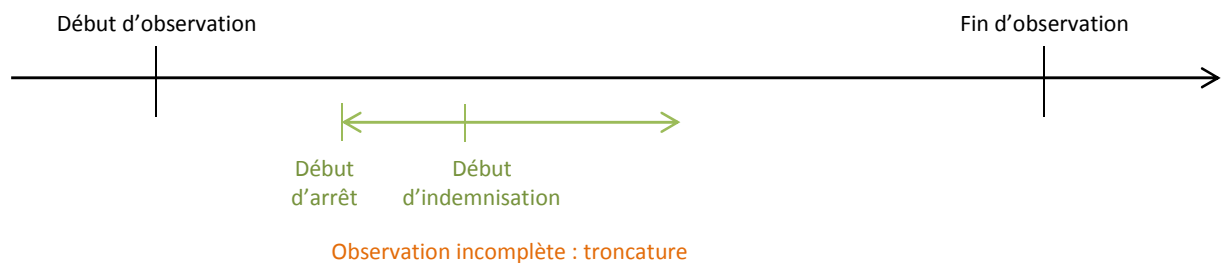 Début d’observation
Fin d’observation
Début
d’arrêt
Début
d’indemnisation
Observation incomplète : troncature